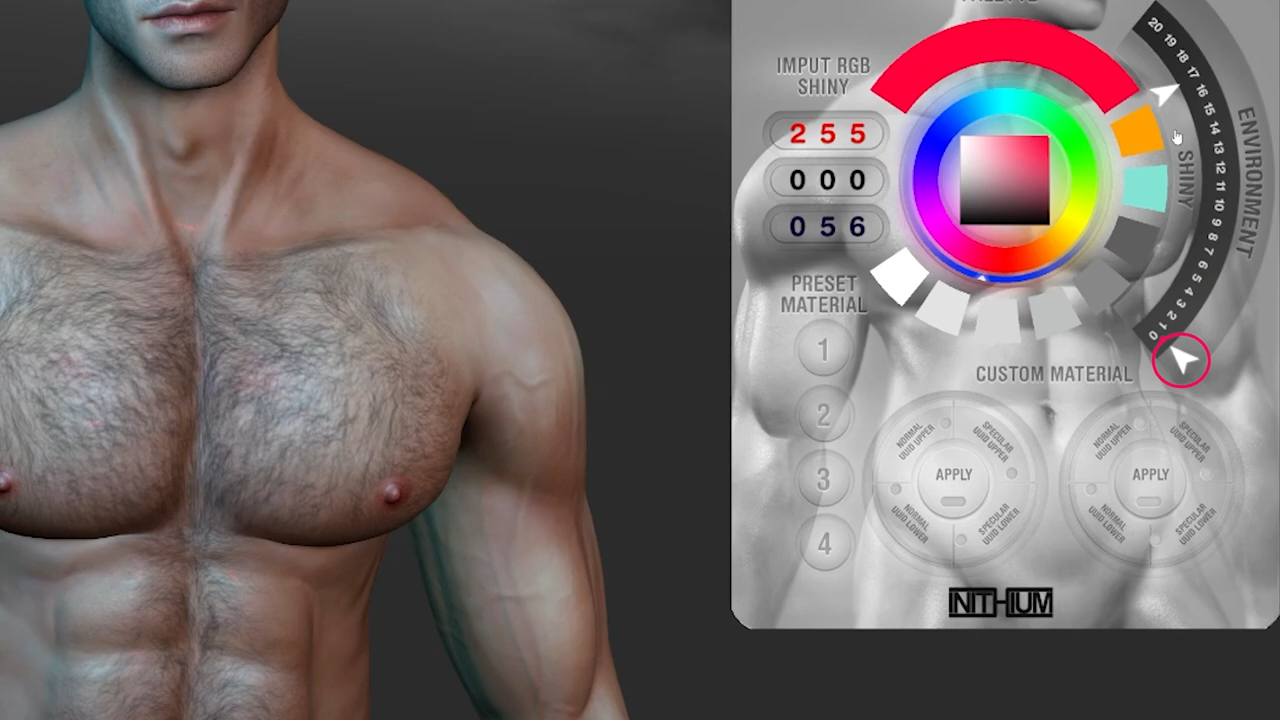 IMPUT RGB
SHINY
2 5 5
0 0 0
0 5 6
PRESET
MATERIAL
1
2
3
4
20 19 18 17 16 15 14 13 12 11 10 9 8 7 6 5 4 3 2 1 0
SHINY
ENVIRONMENT
CUSTOM MATERIAL
NORMAL
UUID UPPER
SPECULAR
UUID UPPER
APPLY
NORMAL
UUID LOWER
SPECULAR
UUID LOWER
NORMAL
UUID UPPER
SPECULAR
UUID UPPER
APPLY
NORMAL
UUID LOWER
SPECULAR
UUID LOWER
INITHIUM